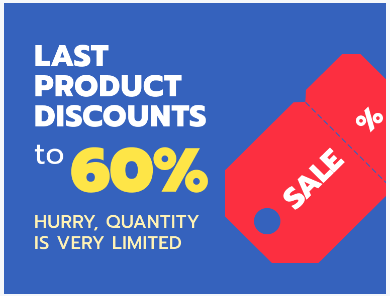 LAST
PRODUCT
DISCOUNTS
to 60%
HURRY, QUANTITY
IS VERY LIMITED
SALE
%